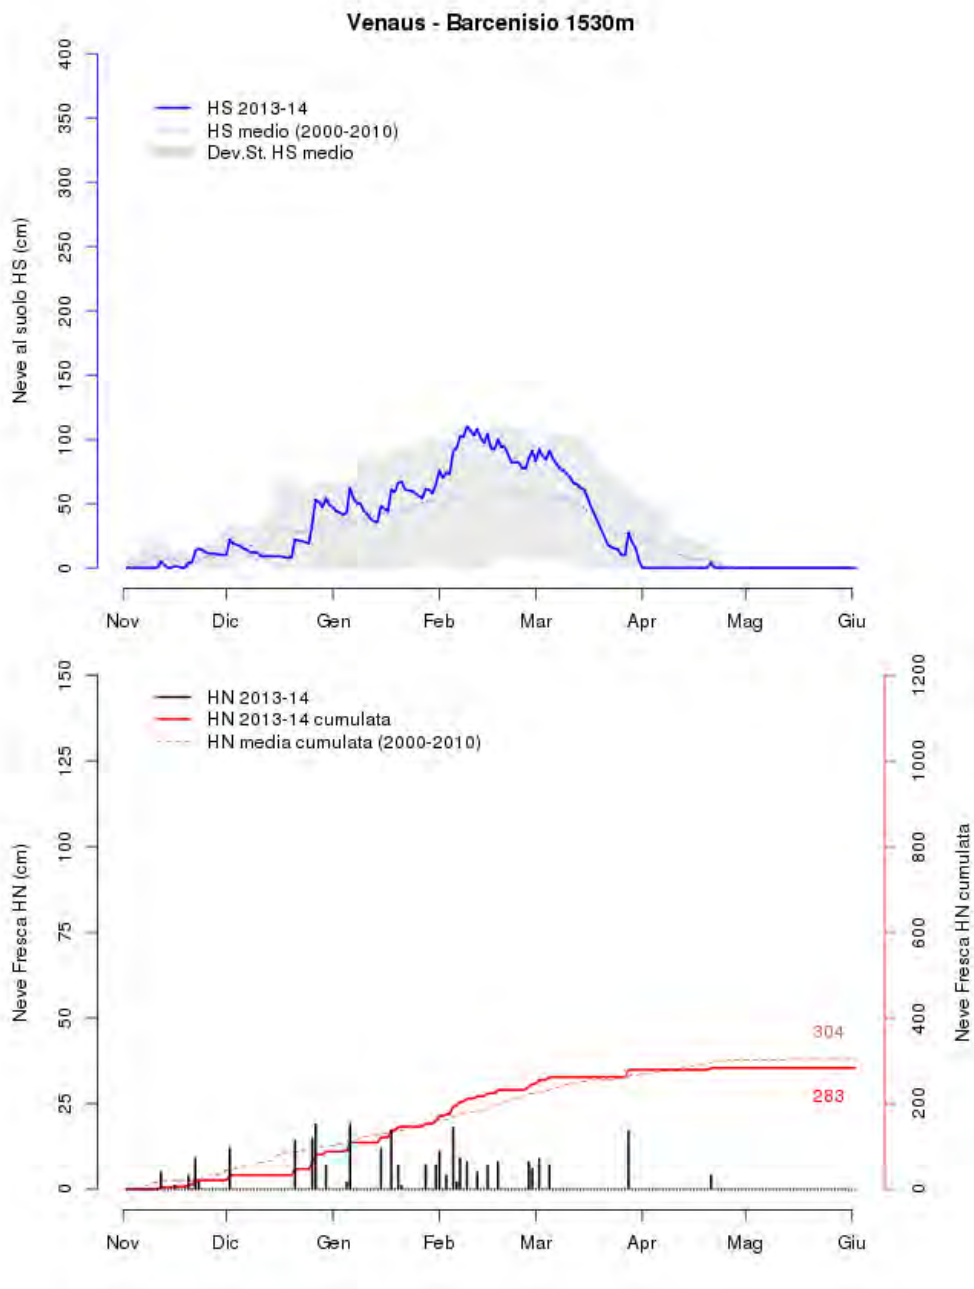 Venaus - Barcenisio 1530m
HS 2013-14
HS medio (2000-2010)
Dev.St. HS medio
Neve al suolo HS (cm)
400
350
300
250
200
150
100
50
0
Nov Dic Gen Feb Mar Apr Mag Giu
HN 2013-14
HN 2013-14 cumulata
HN media cumulata (2000-2010)
Neve Fresca HN (cm)
150
125
100
75
50
25
0
Neve Fresca HN cumulata
1200
1000
800
600
400
200
0
304
283
Nov Dic Gen Feb Mar Apr Mag Giu